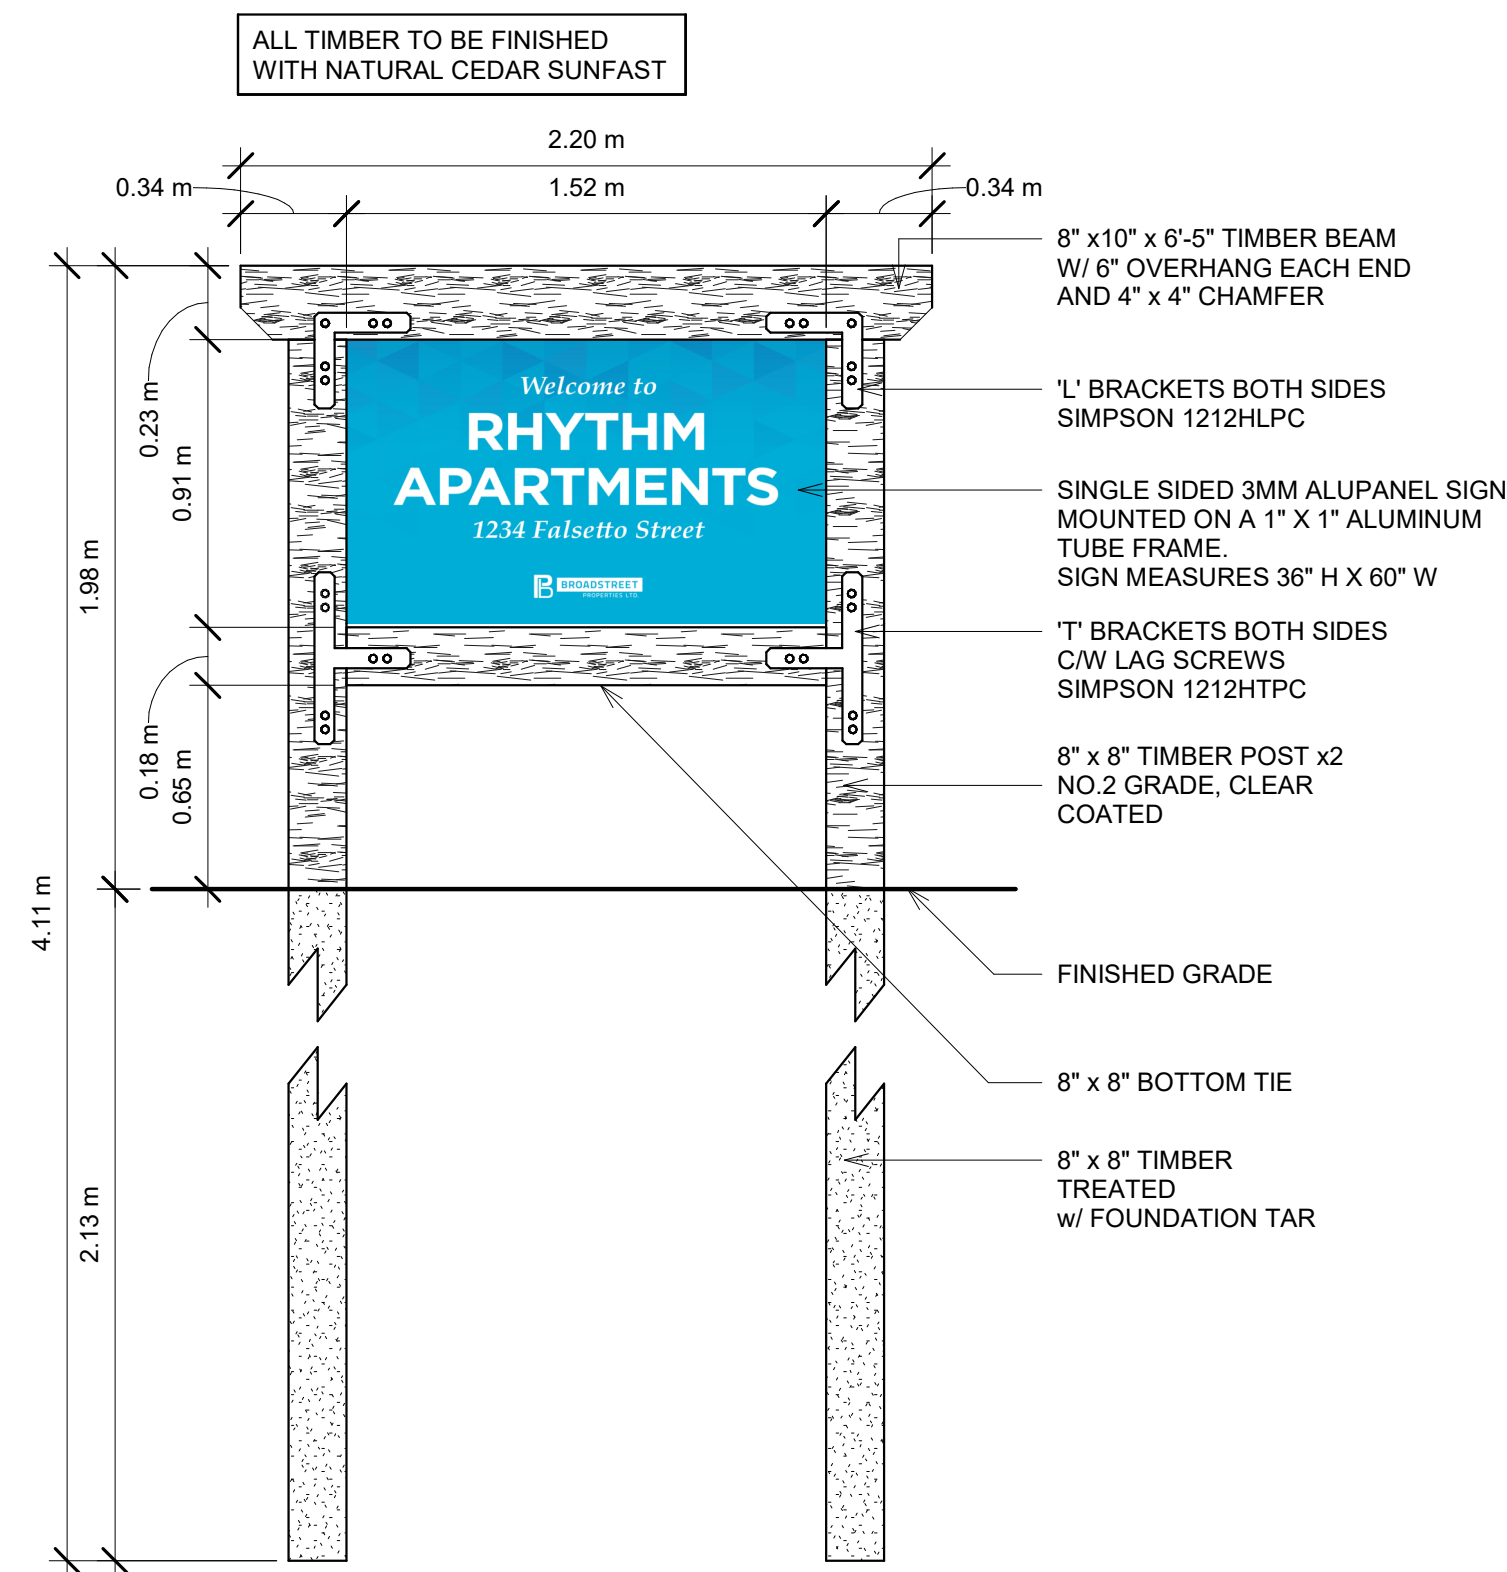 ALL TIMBER TO BE FINISHED
WITH NATURAL CEDAR SUNFAST
2.20 m
0.34 m
1.52 m
0.34 m
8" x10" x 6'-5" TIMBER BEAM
W/ 6" OVERHANG EACH END
AND 4" x 4" CHAMFER
'L' BRACKETS BOTH SIDES
SIMPSON 1212HLPC
SINGLE SIDED 3MM ALUPANEL SIGN
MOUNTED ON A 1" X 1" ALUMINUM
TUBE FRAME.
SIGN MEASURES 36" H X 60" W
'T' BRACKETS BOTH SIDES
C/W LAG SCREWS
SIMPSON 1212HTPC
8" x 8" TIMBER POST x2
NO.2 GRADE, CLEAR
COATED
FINISHED GRADE
8" x 8" BOTTOM TIE
8" x 8" TIMBER
TREATED
w/ FOUNDATION TAR
Welcome to
RHYTHM
APARTMENTS
1234 Falsetto Street
BROADSTREET
PROPERTIES LTD.
0.23 m
0.91 m
1.98 m
0.18 m
0.65 m
4.11 m
2.13 m